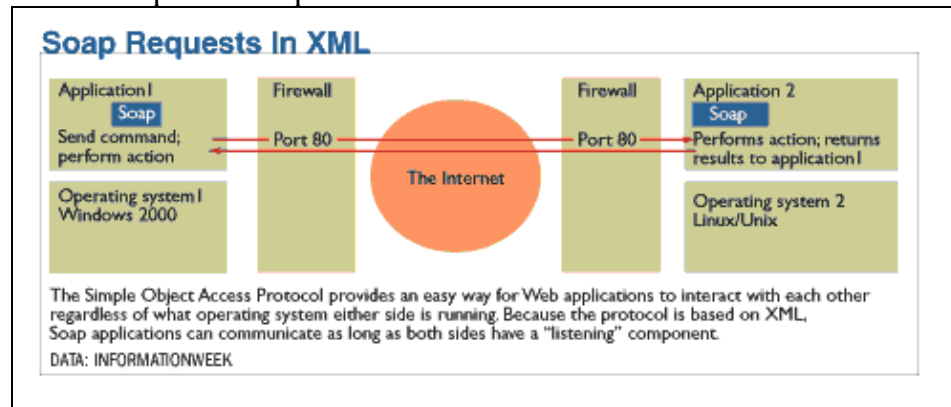 Soap Requests In XML
Application1
Soap
Send command;
perform action
Operating system1
Windows 2000
Firewall
Port 80
The Internet
Firewall
Port 80
Application 2
Soap
Performs action; returns
results to application1
Operating system 2
Linux/Unix
The Simple Object Access Protocol provides an easy way for Web applications to interact with each other
regardless of what operating system either side is running. Because the protocol is based on XML,
Soap applications can communicate as long as both sides have a “listening” component.
DATA: INFORMATIONWEEK